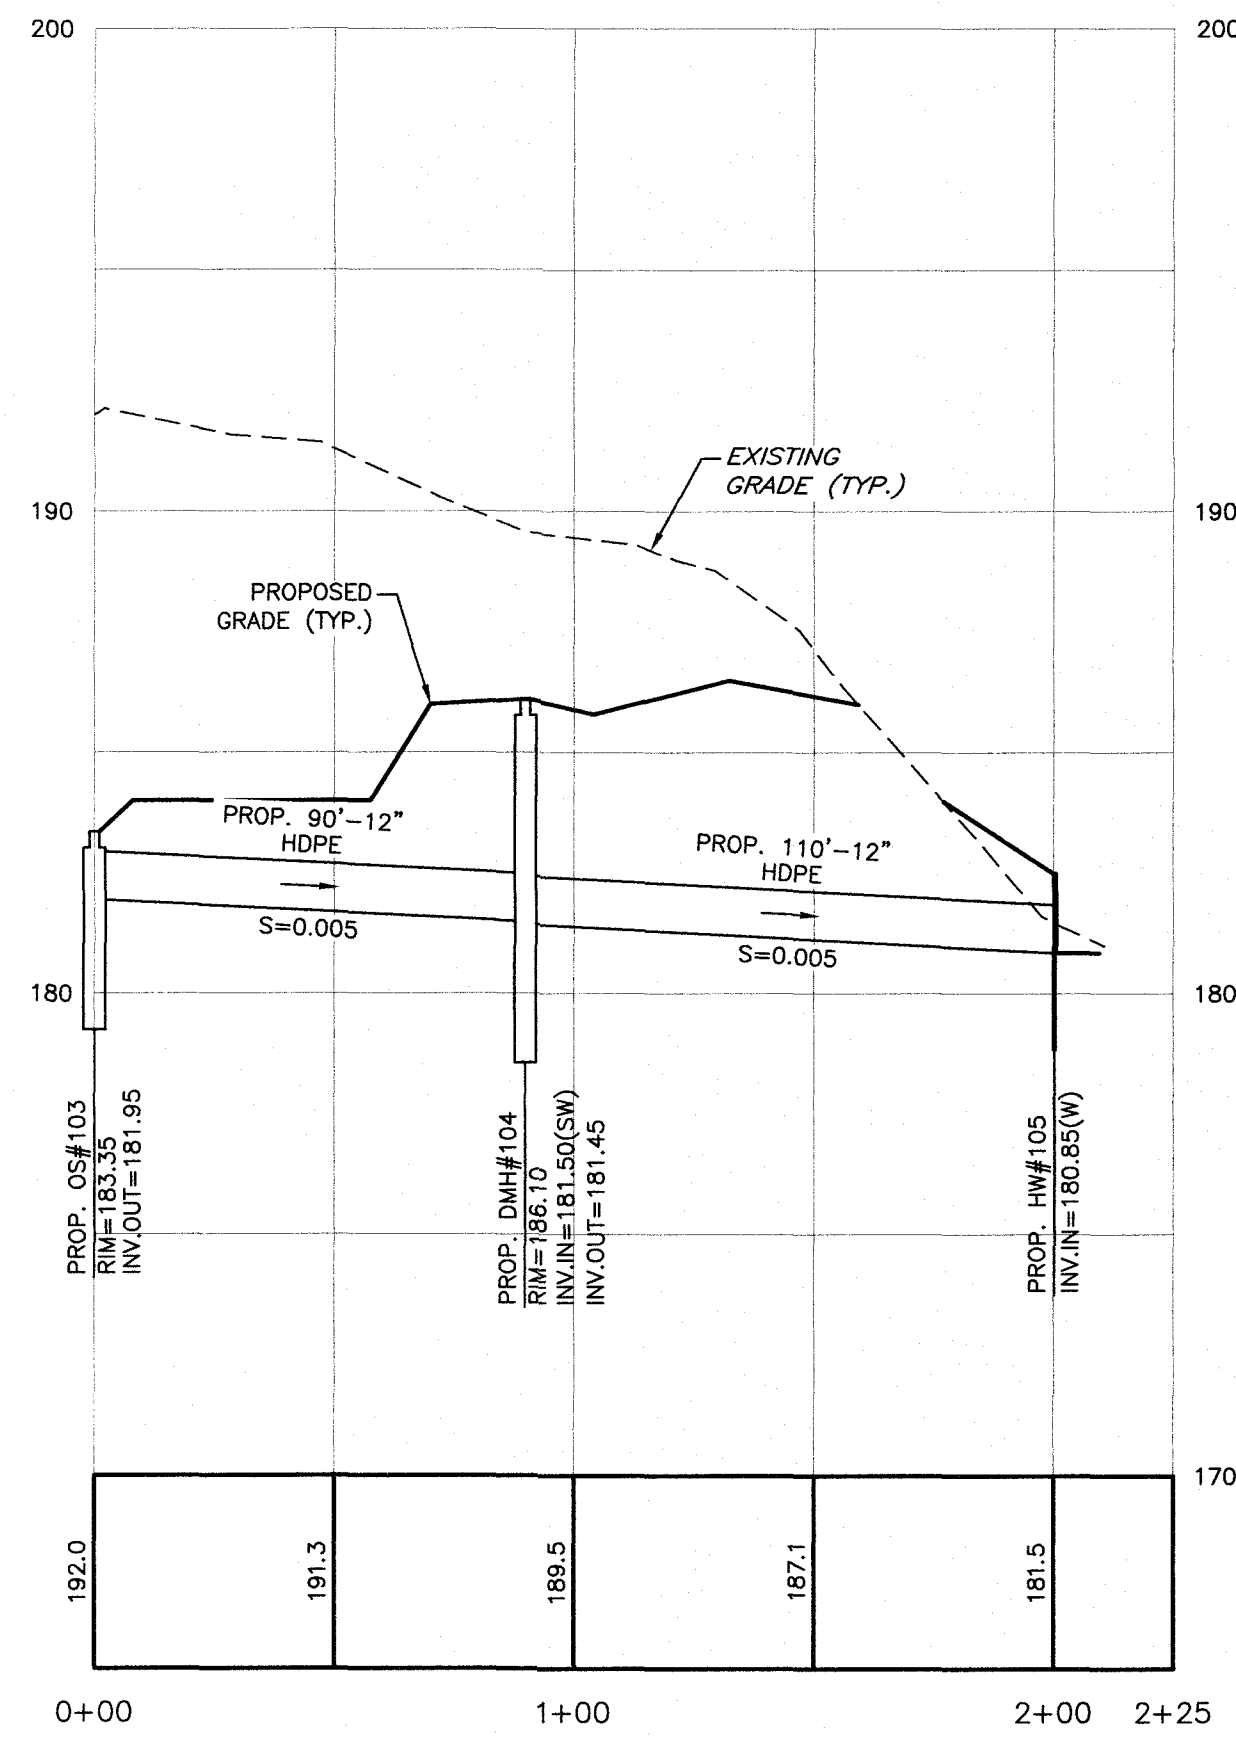 200
200
EXISTING
GRADE (TYP.)
190
190
PROPOSED
GRADE (TYP.)
PROP. 90'-12"
HDPE
PROP. 110'-12"
HDPE
S=0.005
S=0.005
180
180
PROP. OS#103
RIM=183.35
INV.OUT=181.95
PROP. DMH#104
RIM=186.10
INV.IN=181.50(SW)
INV.OUT=181.45
PROP. HW#105
INV.IN=180.85(W)
170
192.0
191.3
189.5
187.1
181.5
0+00
1+00
2+00
2+25